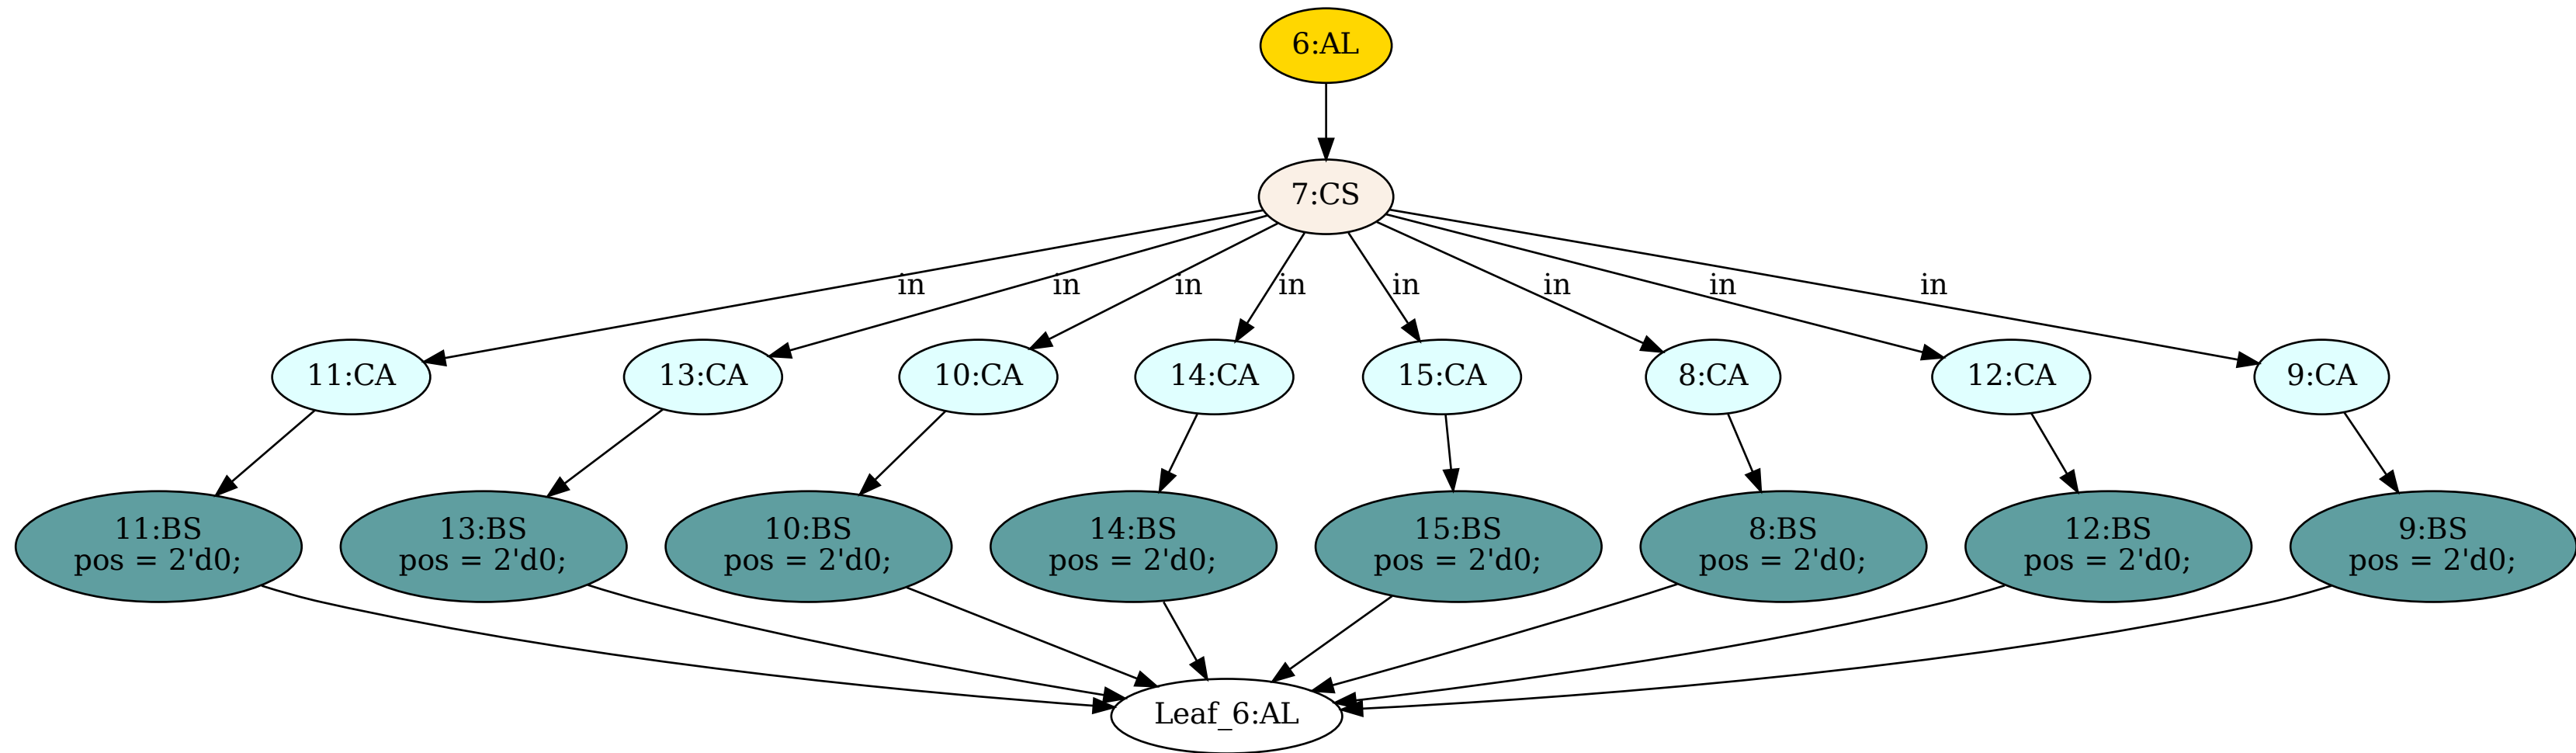 6:AL
7:CS
in in in in in in in in
11:CA 13:CA 10:CA 14:CA 15:CA 8:CA 12:CA 9:CA
11:BS 13:BS 10:BS 14:BS 15:BS 8:BS 12:BS 9:BS
pos = 2'd0; pos = 2'd0; pos = 2'd0; pos = 2'd0; pos = 2'd0; pos = 2'd0; pos = 2'd0; pos = 2'd0;
Leaf_6:AL